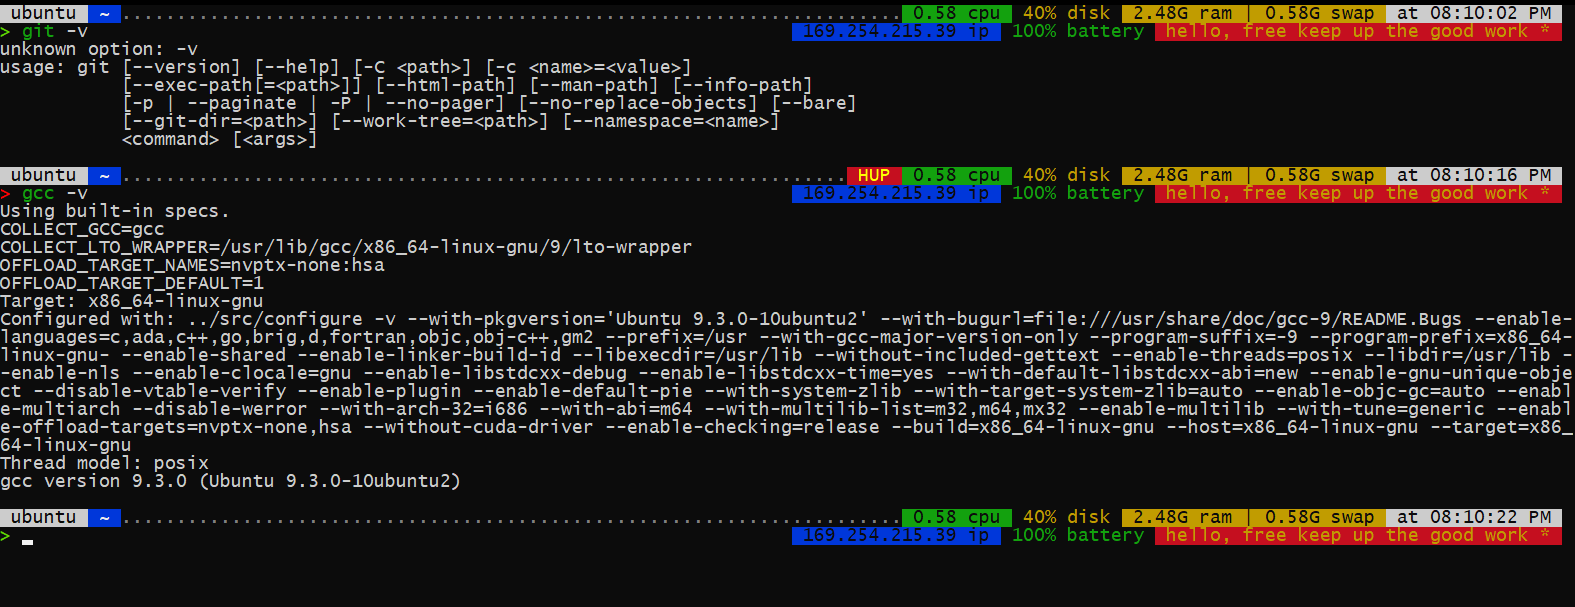 ubuntu ~ ....................................................................... 0.58 cpu 40% disk 2.48G ram | 0.58G swap at 08:10:02 PM
> git -v 169.254.215.39 ip 100% battery hello, free keep up the good work *
unknown option: -v
usage: git [--version] [--help] [-C <path>] [-c <name>=<value>]
[--exec-path[=<path>]] [--html-path] [--man-path] [--info-path]
[-p | --paginate | -P | --no-pager] [--no-replace-objects] [--bare]
[--git-dir=<path>] [--work-tree=<path>] [--namespace=<name>]
<command> [<args>]
ubuntu ~ .................................................................. HUP 0.58 cpu 40% disk 2.48G ram | 0.58G swap at 08:10:16 PM
> gcc -v 169.254.215.39 ip 100% battery hello, free keep up the good work *
Using built-in specs.
COLLECT_GCC=gcc
COLLECT_LTO_WRAPPER=/usr/lib/gcc/x86_64-linux-gnu/9/lto-wrapper
OFFLOAD_TARGET_NAMES=nvptx-none:hsa
OFFLOAD_TARGET_DEFAULT=1
Target: x86_64-linux-gnu
Configured with: ../src/configure -v --with-pkgversion='Ubuntu 9.3.0-10ubuntu2' --with-bugurl=file:///usr/share/doc/gcc-9/README.Bugs --enable-
languages=c,ada,c++,go,brig,d,fortran,objc,obj-c++,gm2 --prefix=/usr --with-gcc-major-version-only --program-suffix=-9 --program-prefix=x86_64-
linux-gnu- --enable-shared --enable-linker-build-id --libexecdir=/usr/lib --without-included-gettext --enable-threads=posix --libdir=/usr/lib -
-enable-nls --enable-clocale=gnu --enable-libstdcxx-debug --enable-libstdcxx-time=yes --with-default-libstdcxx-abi=new --enable-gnu-unique-obje
ct --disable-vtable-verify --enable-plugin --enable-default-pie --with-system-zlib --with-target-system-zlib=auto --enable-objc-gc=auto --enabl
e-multiarch --disable-werror --with-arch-32=i686 --with-abi=m64 --with-multilib-list=m32,m64,mx32 --enable-multilib --with-tune=generic --enabl
e-offload-targets=nvptx-none,hsa --without-cuda-driver --enable-checking=release --build=x86_64-linux-gnu --host=x86_64-linux-gnu --target=x86_
64-linux-gnu
Thread model: posix
gcc version 9.3.0 (Ubuntu 9.3.0-10ubuntu2)
ubuntu ~ ....................................................................... 0.58 cpu 40% disk 2.48G ram | 0.58G swap at 08:10:22 PM
> 169.254.215.39 ip 100% battery hello, free keep up the good work *